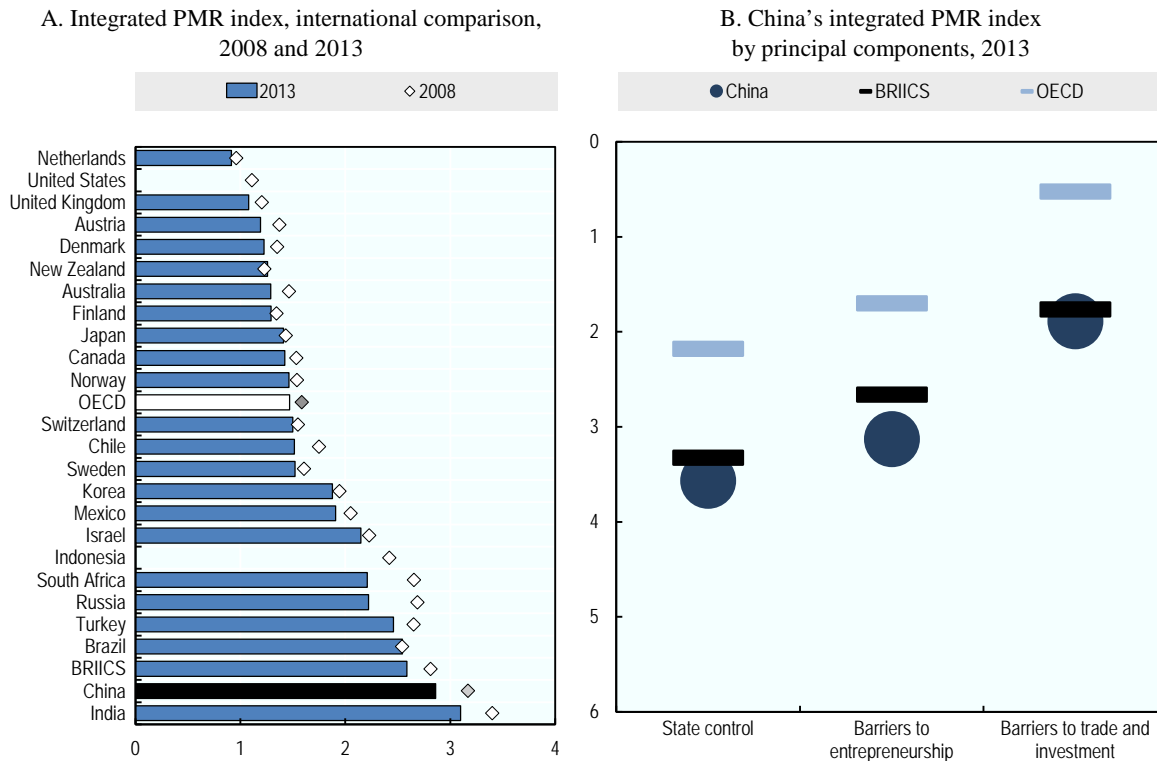 A. Integrated PMR index, international comparison,
2008 and 2013
2013
2008
Netherlands
United States
United Kingdom
Austria
Denmark
New Zealand
Australia
Finland
Japan
Canada
Norway
OECD
Switzerland
Chile
Sweden
Korea
Mexico
Israel
Indonesia
South Africa
Russia
Turkey
Brazil
BRIICS
China
India
0 1 2 3 4
B. China's integrated PMR index
by principal components, 2013
China BRIICS OECD
0
1
2
3
4
5
6
State control
Barriers to
entrepreneurship
Barriers to trade and
investment